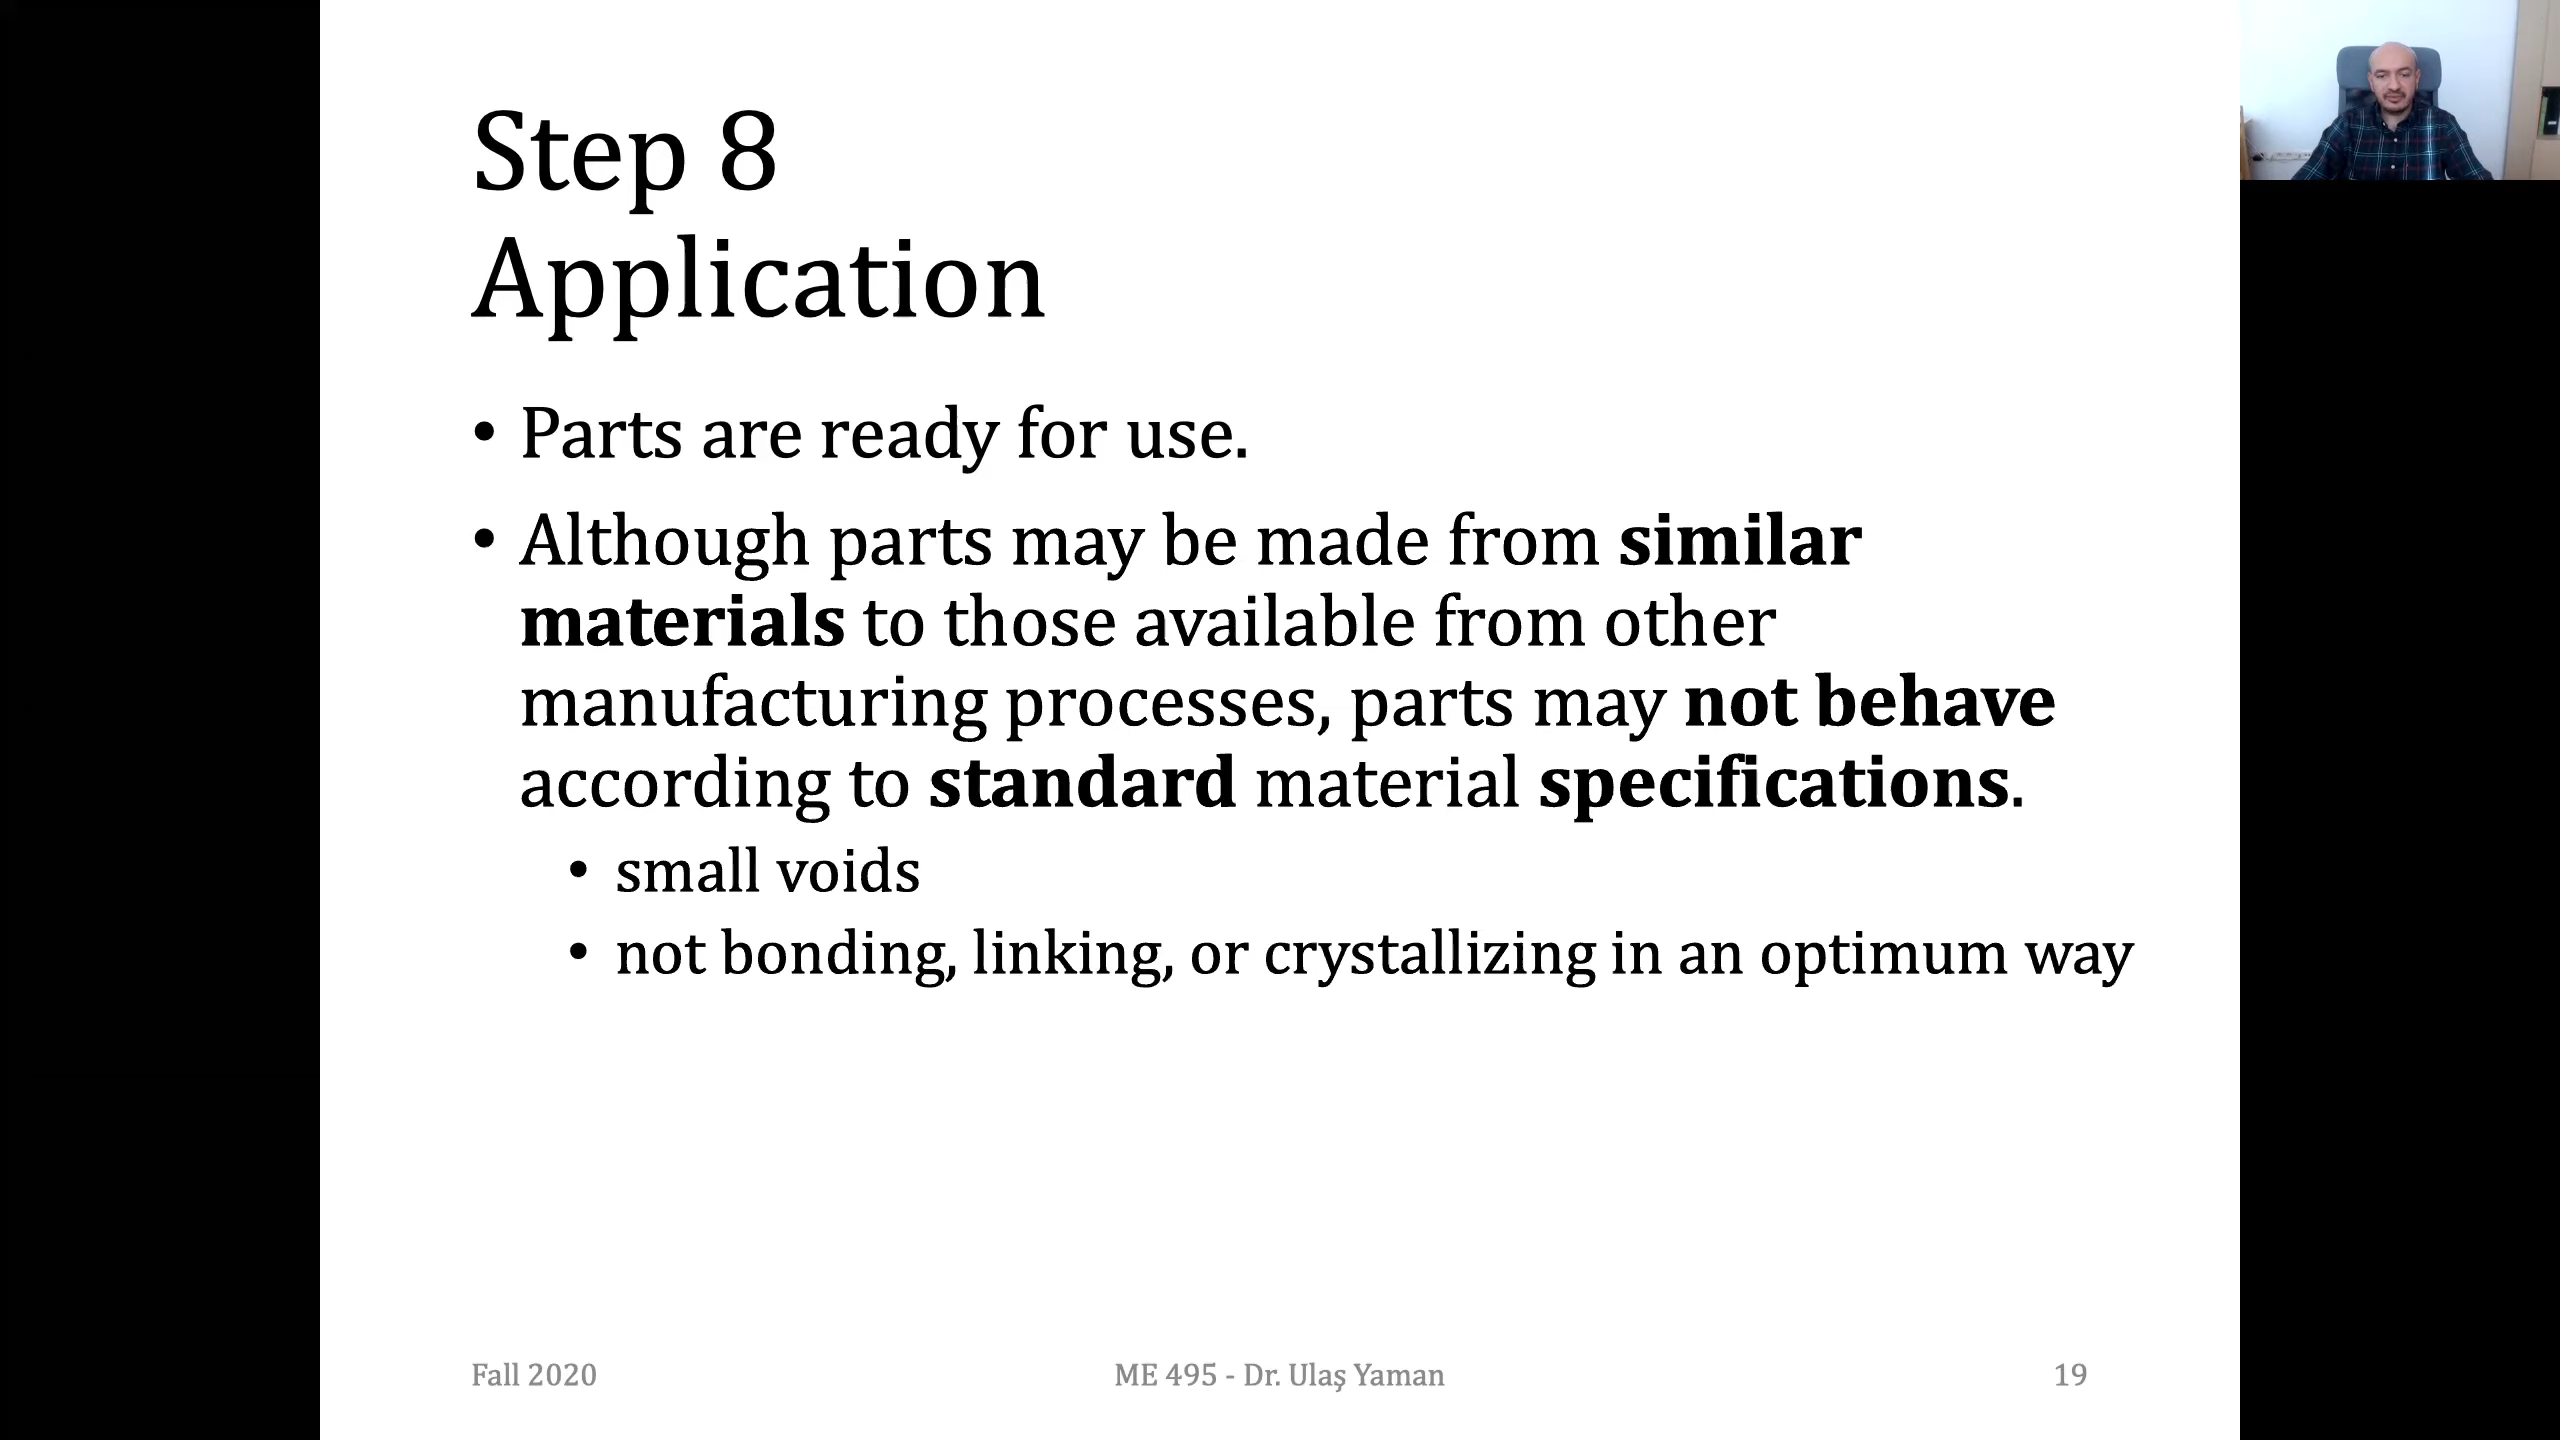 Step 8
Application
• Parts are ready for use.
• Although parts may be made from similar
materials to those available from other
manufacturing processes, parts may not behave
according to standard material specifications.
• small voids
• not bonding, linking, or crystallizing in an optimum way
Fall 2020
ME 495 - Dr. Ulaş Yaman
19